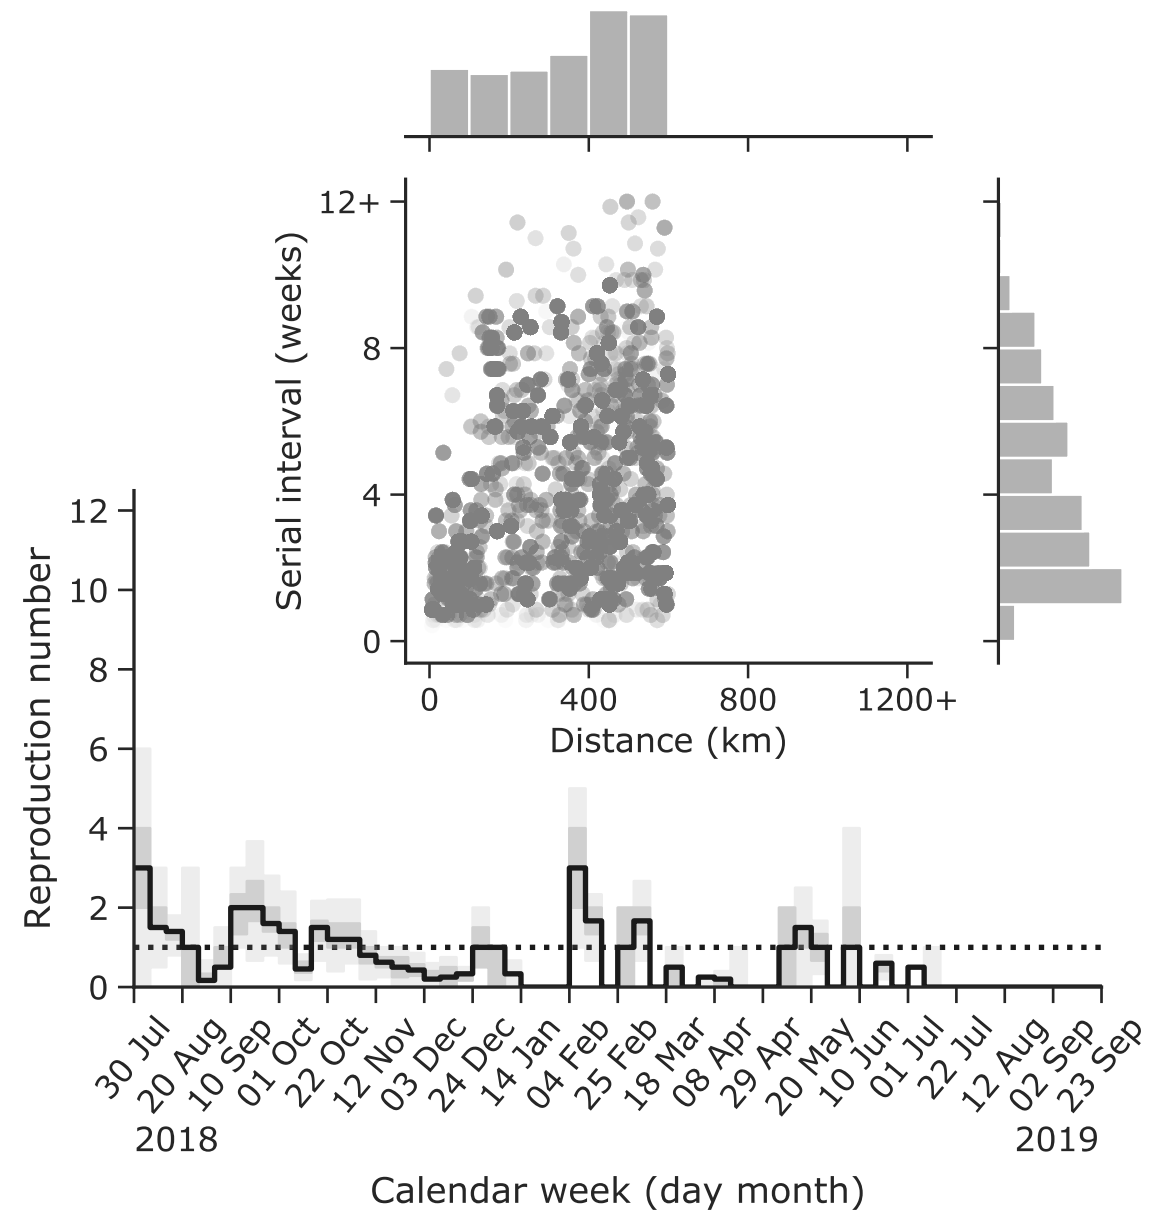 12+
8
4
0
Serial interval (weeks)
0
400
800
1200+
Distance (km)
12
10
8
6
4
2
0
Reproduction number
30 Jul
20 Aug
10 Sep
01 Oct
22 Oct
12 Nov
03 Dec
24 Dec
14 Jan
04 Feb
25 Feb
18 Mar
08 Apr
29 Apr
20 May
10 Jun
01 Jul
22 Jul
12 Aug
02 Sep
23 Sep
2018
2019
Calendar week (day month)